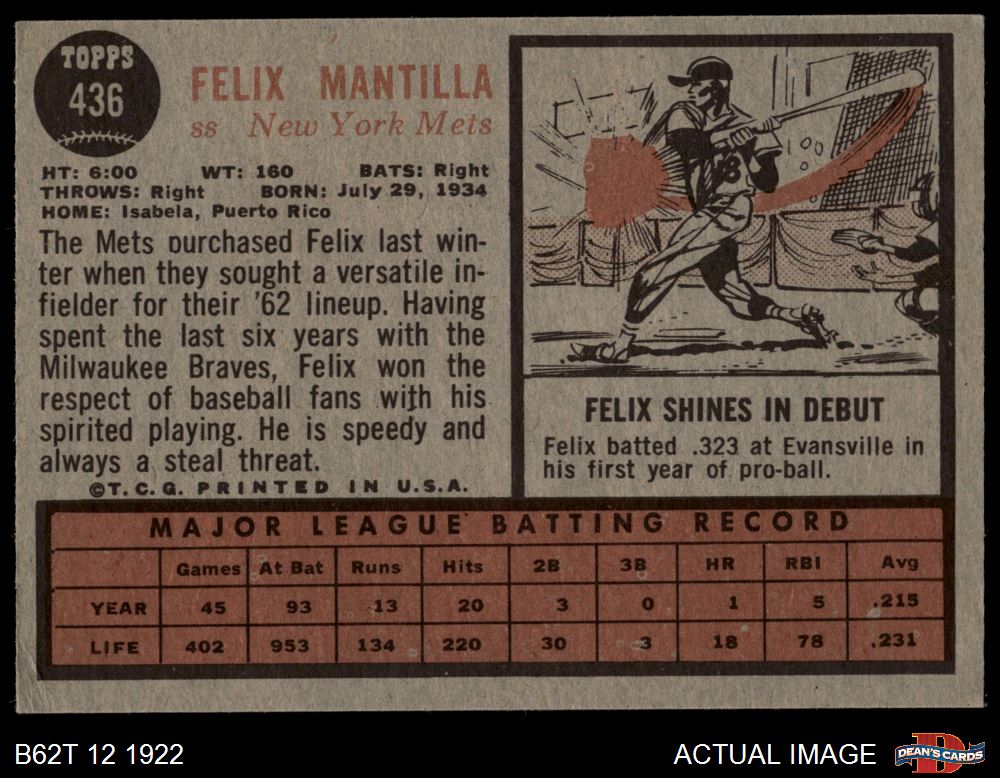 TOPPS
436
FELIX MANTILLA
ss New York Mets
HT: 6:00 WT: 160 BATS: Right
THROWS: Right BORN: July 29, 1934
HOME: Isabela, Puerto Rico
The Mets purchased Felix last win-
ter when they sought a versatile in-
fielder for their '62 lineup. Having
spent the last six years with the
Milwaukee Braves, Felix won the
respect of baseball fans with his
spirited playing. He is speedy and
always a steal threat.
©T.C.G. PRINTED IN U.S.A.
18
FELIX SHINES IN DEBUT
Felix batted .323 at Evansville in
his first year of pro-ball.
MAJOR LEAGUE BATTING RECORD
Games At Bat Runs Hits 2B 3B HR RBI Avg
YEAR 45 93 13 20 3 0 1 5 .215
LIFE 402 953 134 220 30 3 18 78 .231
B62T 12 1922
ACTUAL IMAGE
DEAN'S CARDS